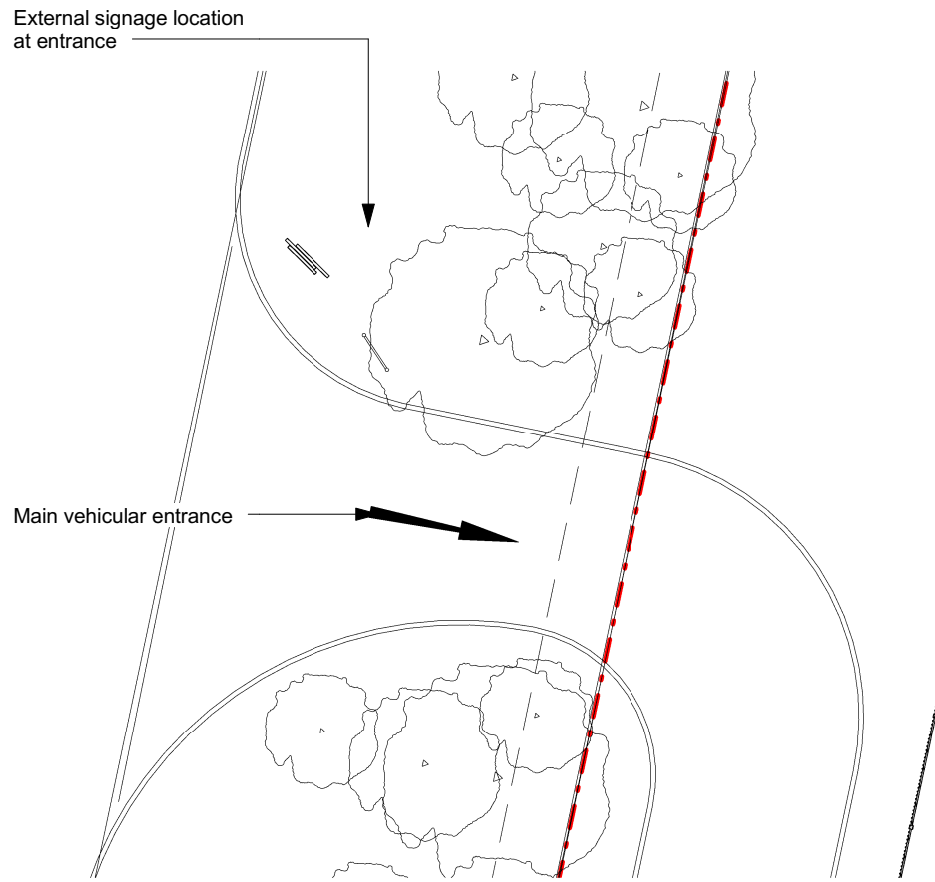 External signage location
at entrance
Main vehicular entrance